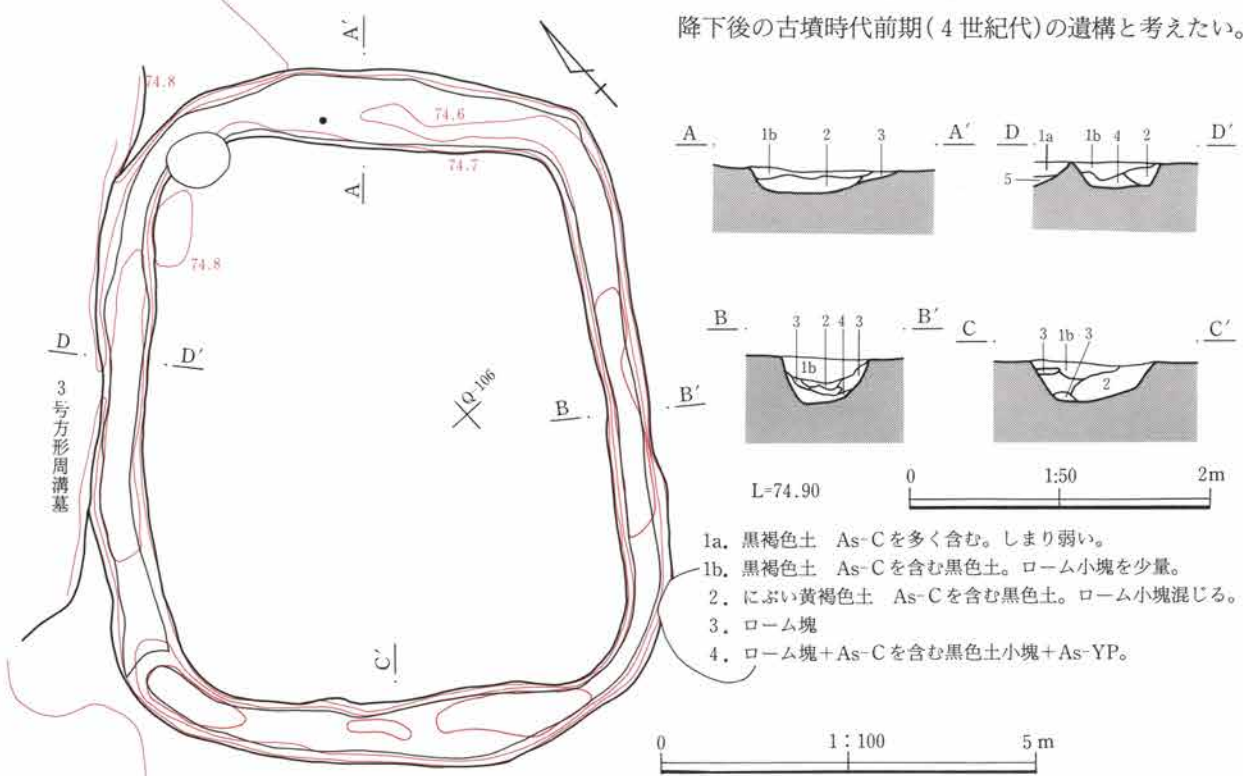 降下後の古墳時代前期(4世紀代)の遺構と考えたい。
A′
74.8
74.6
74.7
A
74.8
D
D′
3号方形周溝墓
Q-106
B
B′
C′
A 1b 2 3 A′
D 1a 1b 4 2 D′
5
B 3 2 4 3 B′
1b
C 3 1b 3 C′
2
L=74.90
0 1:50 2m
1a. 黒褐色土 As-Cを多く含む。しまり弱い。
1b. 黒褐色土 As-Cを含む黒色土。ローム小塊を少量。
2. にぶい黄褐色土 As-Cを含む黒色土。ローム小塊混じる。
3. ローム塊
4. ローム塊+As-Cを含む黒色土小塊+As-YP。
0 1:100 5m